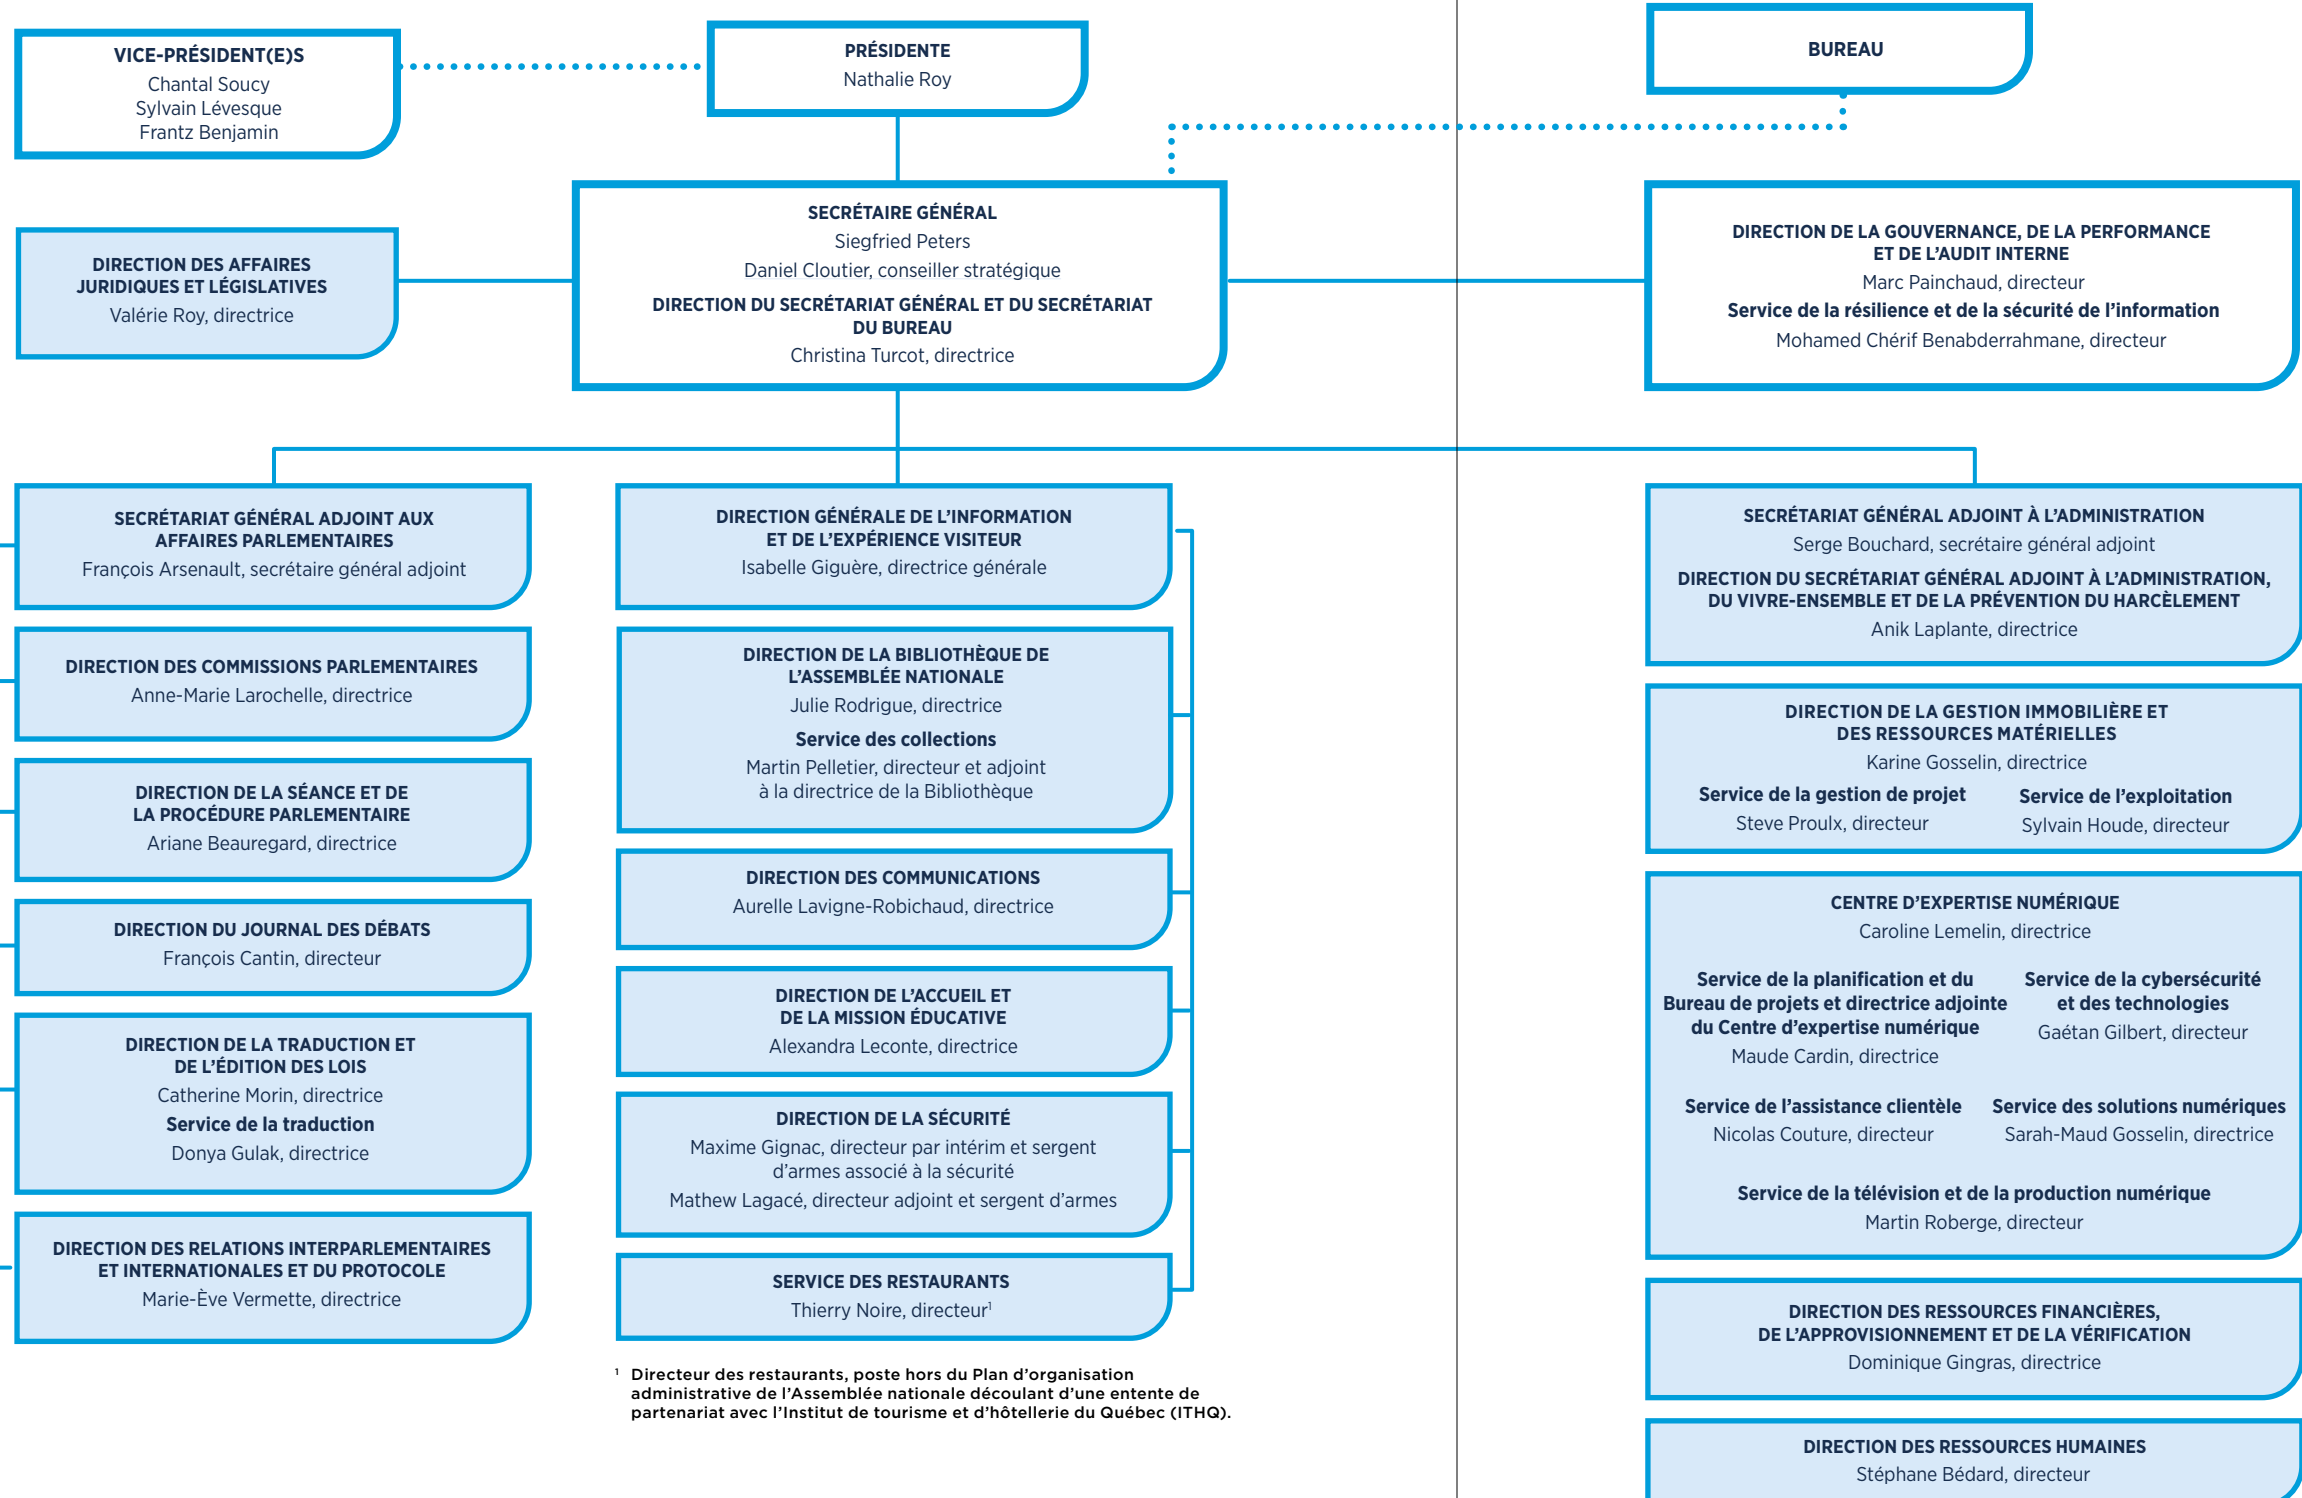 VICE-PRÉSIDENT(E)S
Chantal Soucy
Sylvain Lévesque
Frantz Benjamin
PRÉSIDENTE
Nathalie Roy
BUREAU
DIRECTION DES AFFAIRES
JURIDIQUES ET LÉGISLATIVES
Valérie Roy, directrice
SECRÉTAIRE GÉNÉRAL
Siegfried Peters
Daniel Cloutier, conseiller stratégique
DIRECTION DU SECRÉTARIAT GÉNÉRAL ET DU SECRÉTARIAT
DU BUREAU
Christina Turcot, directrice
DIRECTION DE LA GOUVERNANCE, DE LA PERFORMANCE
ET DE L’AUDIT INTERNE
Marc Painchaud, directeur
Service de la résilience et de la sécurité de l’information
Mohamed Chérif Benabderrahmane, directeur
SECRÉTARIAT GÉNÉRAL ADJOINT AUX
AFFAIRES PARLEMENTAIRES
François Arsenault, secrétaire général adjoint
DIRECTION DES COMMISSIONS PARLEMENTAIRES
Anne-Marie Larochelle, directrice
DIRECTION DE LA SÉANCE ET DE
LA PROCÉDURE PARLEMENTAIRE
Ariane Beauregard, directrice
DIRECTION DU JOURNAL DES DÉBATS
François Cantin, directeur
DIRECTION DE LA TRADUCTION ET
DE L’ÉDITION DES LOIS
Catherine Morin, directrice
Service de la traduction
Donya Gulak, directrice
DIRECTION DES RELATIONS INTERPARLEMENTAIRES
ET INTERNATIONALES ET DU PROTOCOLE
Marie-Ève Vermette, directrice
DIRECTION GÉNÉRALE DE L’INFORMATION
ET DE L’EXPÉRIENCE VISITEUR
Isabelle Giguère, directrice générale
DIRECTION DE LA BIBLIOTHÈQUE DE
L’ASSEMBLÉE NATIONALE
Julie Rodrigue, directrice
Service des collections
Martin Pelletier, directeur et adjoint
à la directrice de la Bibliothèque
DIRECTION DES COMMUNICATIONS
Aurelle Lavigne-Robichaud, directrice
DIRECTION DE L’ACCUEIL ET
DE LA MISSION ÉDUCATIVE
Alexandra Leconte, directrice
DIRECTION DE LA SÉCURITÉ
Maxime Gignac, directeur par intérim et sergent
d’armes associé à la sécurité
Mathew Lagacé, directeur adjoint et sergent d’armes
SERVICE DES RESTAURANTS
Thierry Noire, directeur¹
¹ Directeur des restaurants, poste hors du Plan d’organisation
administrative de l’Assemblée nationale découlant d’une entente de
partenariat avec l’Institut de tourisme et d’hôtellerie du Québec (ITHQ).
SECRÉTARIAT GÉNÉRAL ADJOINT À L’ADMINISTRATION
Serge Bouchard, secrétaire général adjoint
DIRECTION DU SECRÉTARIAT GÉNÉRAL ADJOINT À L’ADMINISTRATION,
DU VIVRE-ENSEMBLE ET DE LA PRÉVENTION DU HARCÈLEMENT
Anik Laplante, directrice
DIRECTION DE LA GESTION IMMOBILIÈRE ET
DES RESSOURCES MATÉRIELLES
Karine Gosselin, directrice
Service de la gestion de projet
Steve Proulx, directeur
Service de l’exploitation
Sylvain Houde, directeur
CENTRE D’EXPERTISE NUMÉRIQUE
Caroline Lemelin, directrice
Service de la planification et du
Bureau de projets et directrice adjointe
du Centre d’expertise numérique
Maude Cardin, directrice
Service de la cybersécurité
et des technologies
Gaétan Gilbert, directeur
Service de l’assistance clientèle
Nicolas Couture, directeur
Service des solutions numériques
Sarah-Maud Gosselin, directrice
Service de la télévision et de la production numérique
Martin Roberge, directeur
DIRECTION DES RESSOURCES FINANCIÈRES,
DE L’APPROVISIONNEMENT ET DE LA VÉRIFICATION
Dominique Gingras, directrice
DIRECTION DES RESSOURCES HUMAINES
Stéphane Bédard, directeur